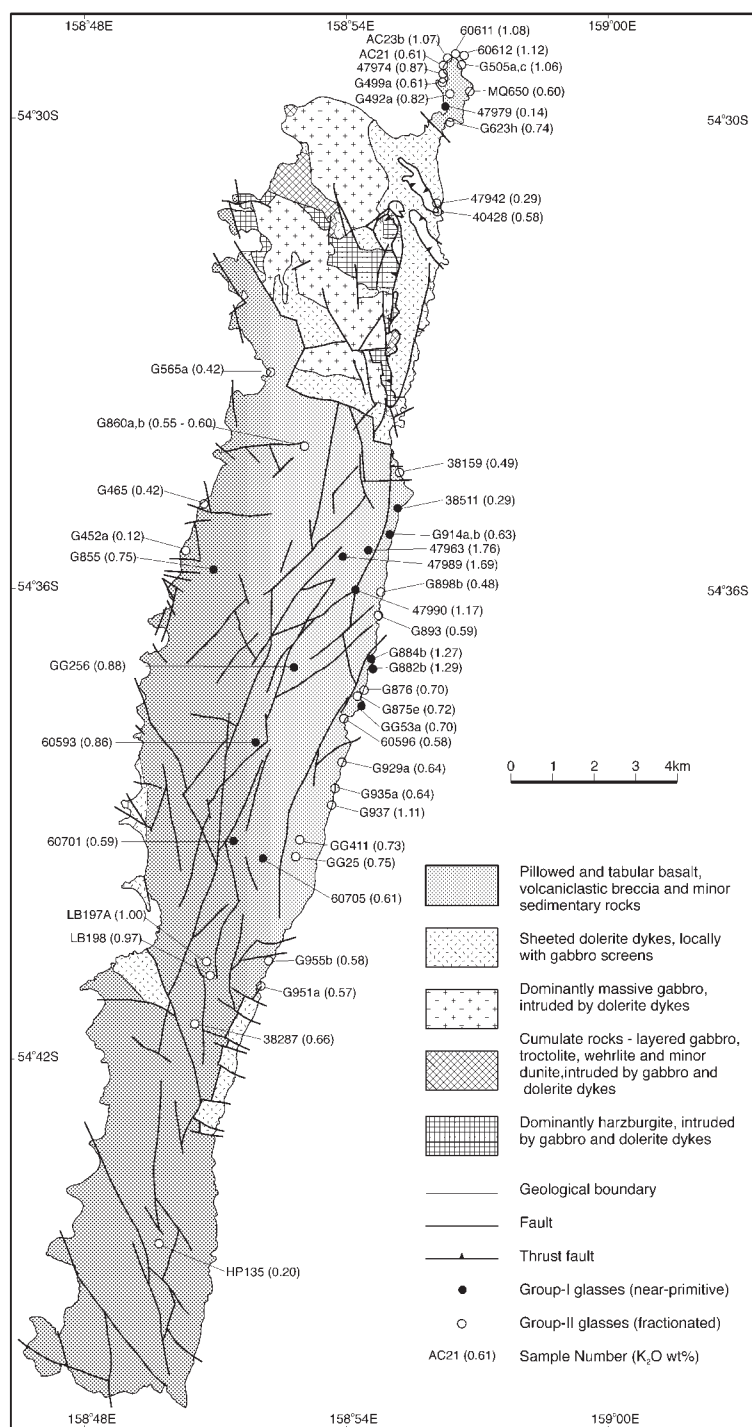 158°48E 158°54E 159°00E
60611 (1.08)
AC23b (1.07)
60612 (1.12)
AC21 (0.61)
47974 (0.87)
G505a,c (1.06)
G499a (0.61)
G492a (0.82)
MQ650 (0.60)
47979 (0.14)
54°30S
54°30S
G623h (0.74)
47942 (0.29)
40428 (0.58)
G565a (0.42)
G860a,b (0.55 - 0.60)
38159 (0.49)
G465 (0.42)
38511 (0.29)
G452a (0.12)
G914a,b (0.63)
G855 (0.75)
47963 (1.76)
47989 (1.69)
54°36S
G898b (0.48)
54°36S
47990 (1.17)
G893 (0.59)
GG256 (0.88)
G884b (1.27)
G882b (1.29)
G876 (0.70)
G875e (0.72)
GG53a (0.70)
60593 (0.86)
60596 (0.58)
G929a (0.64)
0 1 2 3 4km
G935a (0.64)
G937 (1.11)
60701 (0.59)
GG411 (0.73)
GG25 (0.75)
60705 (0.61)
LB197A (1.00)
LB198 (0.97)
G955b (0.58)
G951a (0.57)
38287 (0.66)
54°42S
HP135 (0.20)
Pillowed and tabular basalt,
volcaniclastic breccia and minor
sedimentary rocks
Sheeted dolerite dykes, locally
with gabbro screens
Dominantly massive gabbro,
intruded by dolerite dykes
Cumulate rocks - layered gabbro,
troctolite, wehrlite and minor
dunite,intruded by gabbro and
dolerite dykes
Dominantly harzburgite, intruded
by gabbro and dolerite dykes
Geological boundary
Fault
Thrust fault
Group-I glasses (near-primitive)
Group-II glasses (fractionated)
AC21 (0.61) Sample Number (K₂O wt%)
158°48E 158°54E 159°00E